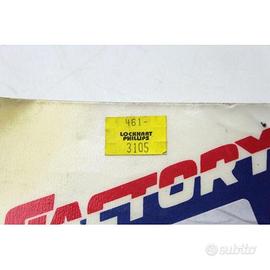 461-
LOCKHART
PHILLIPS
3105
FACTORY
subito